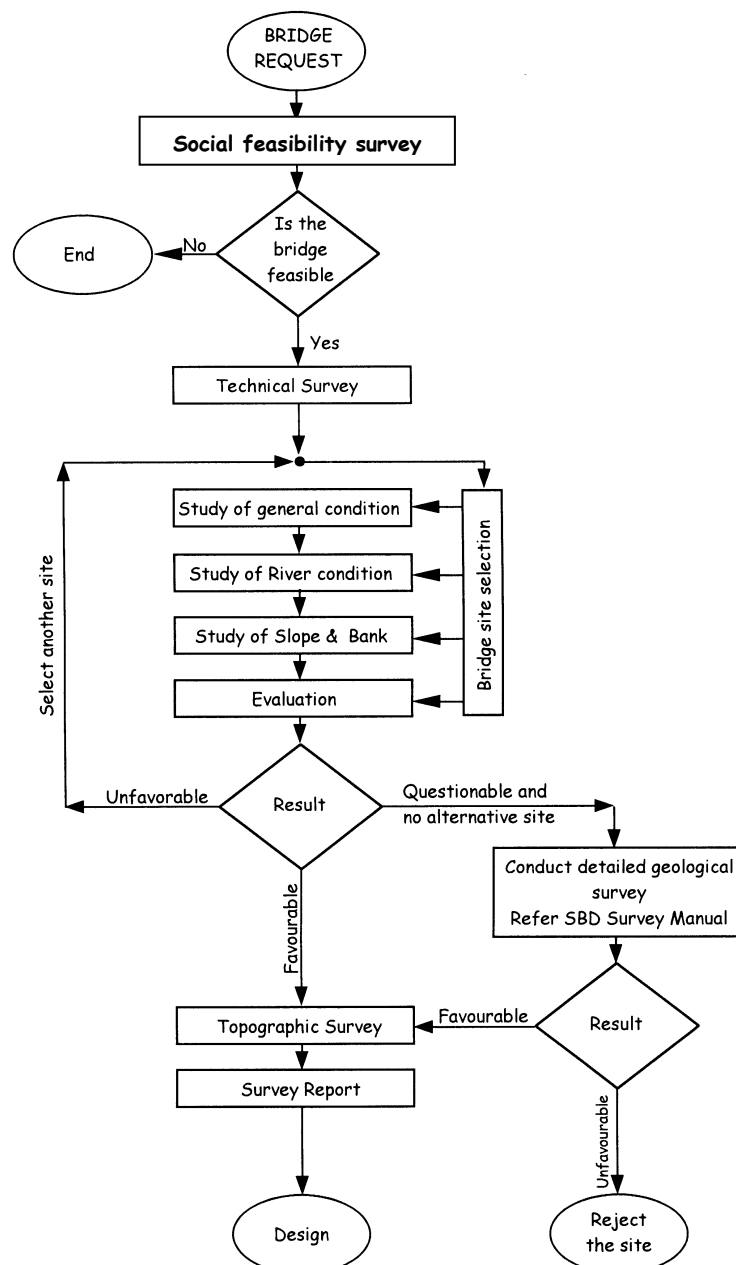 BRIDGE
REQUEST
Social feasibility survey
Is the
bridge
feasible
No
End
Yes
Technical Survey
Select another site
Bridge site selection
Study of general condition
Study of River condition
Study of Slope & Bank
Evaluation
Unfavorable
Result
Questionable and
no alternative site
Conduct detailed geological
survey
Refer SBD Survey Manual
Favourable
Topographic Survey
Favourable
Result
Survey Report
Unfavourable
Design
Reject
the site